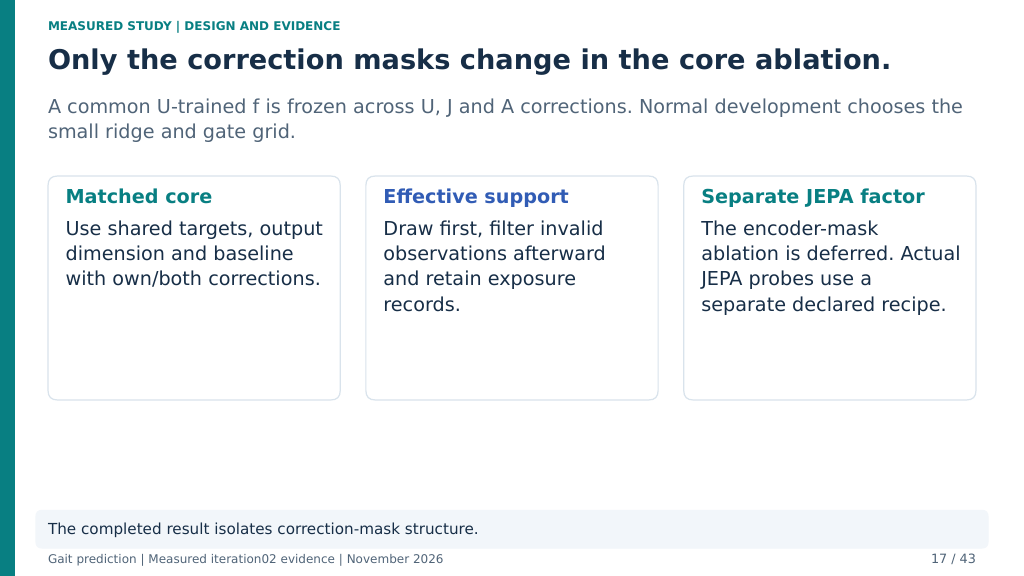 MEASURED STUDY | DESIGN AND EVIDENCE
Only the correction masks change in the core ablation.
A common U-trained f is frozen across U, J and A corrections. Normal development chooses the
small ridge and gate grid.
Matched core
Use shared targets, output
dimension and baseline
with own/both corrections.
Effective support
Draw first, filter invalid
observations afterward
and retain exposure
records.
Separate JEPA factor
The encoder-mask
ablation is deferred. Actual
JEPA probes use a
separate declared recipe.
The completed result isolates correction-mask structure.
Gait prediction | Measured iteration02 evidence | November 2026
17 / 43